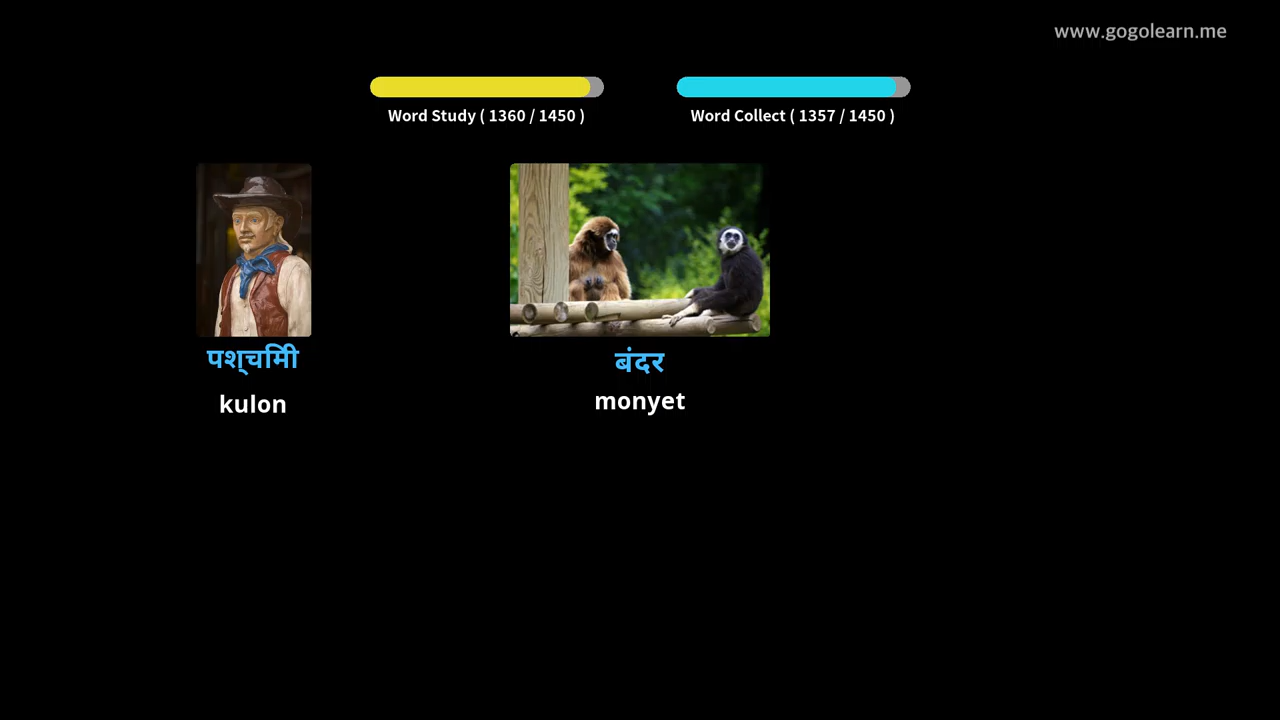 www.gogolearn.me
Word Study ( 1360 / 1450 )
Word Collect ( 1357 / 1450 )
पश्चिमी
kulon
बंदर
monyet